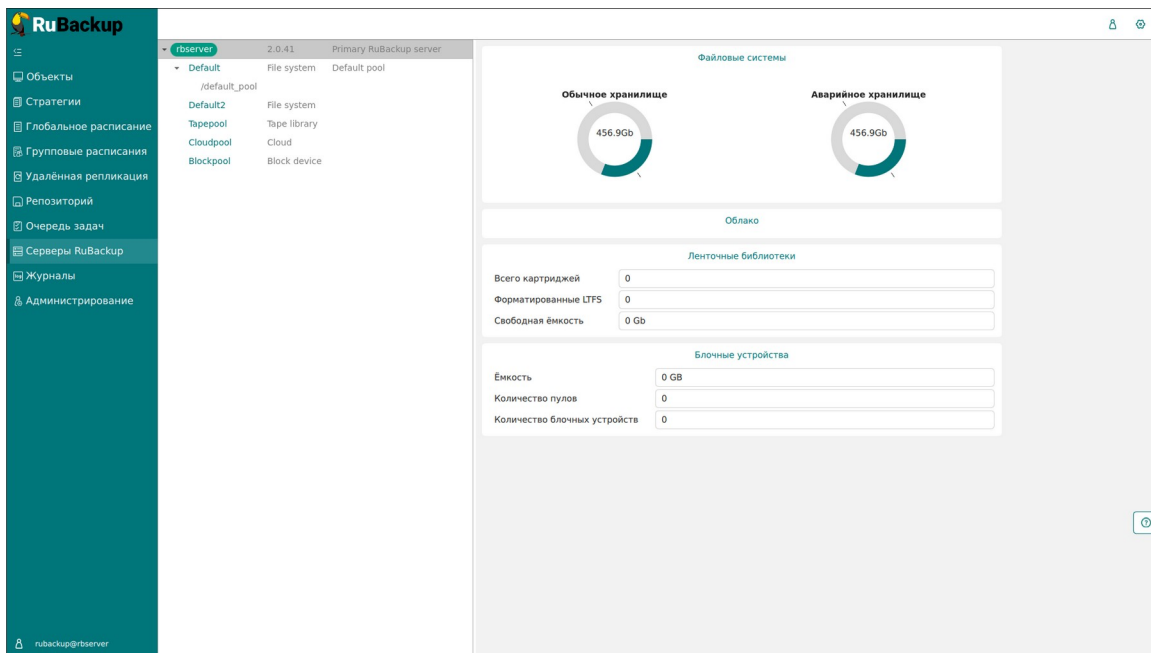 RuBackup
Объекты
Стратегии
Глобальное расписание
Групповые расписания
Удалённая репликация
Репозиторий
Очередь задач
Серверы RuBackup
Журналы
Администрирование
rubackup@rbserver
rbserver 2.0.41 Primary RuBackup server
Default File system Default pool
/default_pool
Default2 File system
Tapepool Tape library
Cloudpool Cloud
Blockpool Block device
Файловые системы
Обычное хранилище Аварийное хранилище
456.9Gb 456.9Gb
Облако
Ленточные библиотеки
Всего картриджей 0
Форматированные LTFS 0
Свободная ёмкость 0 Gb
Блочные устройства
Ёмкость 0 GB
Количество пулов 0
Количество блочных устройств 0